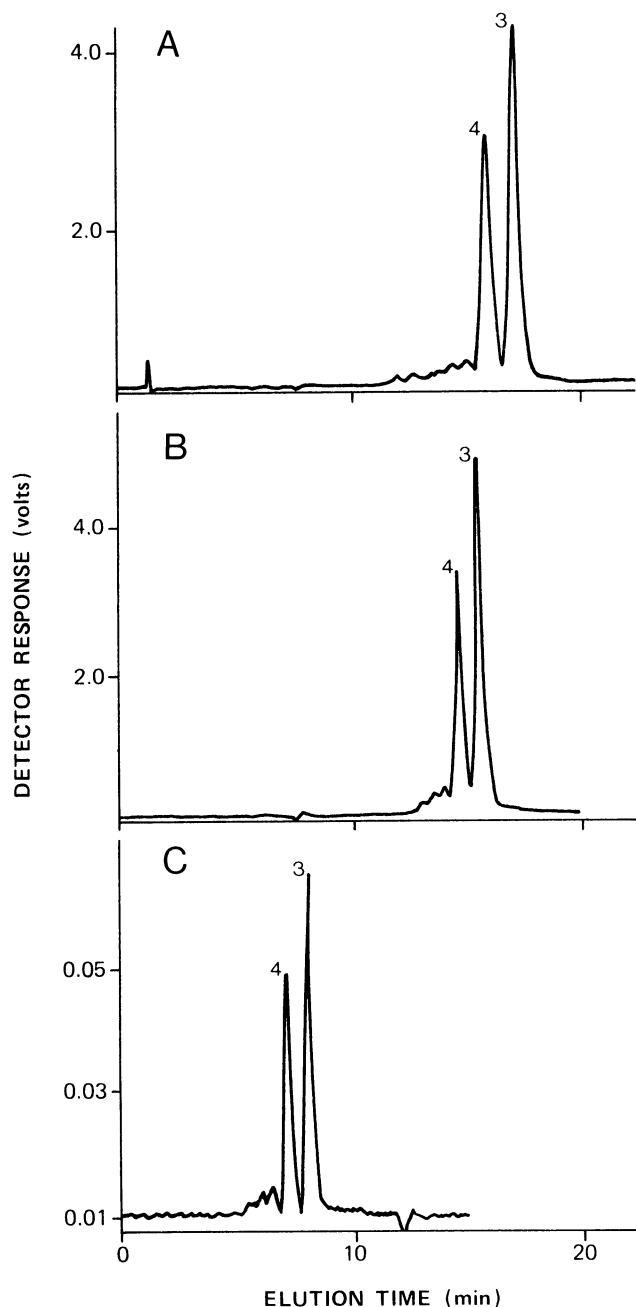 A
3
4
4.0
2.0
B
3
4
4.0
2.0
DETECTOR RESPONSE (volts)
C
3
4
0.05
0.03
0.01
0 10 20
ELUTION TIME (min)